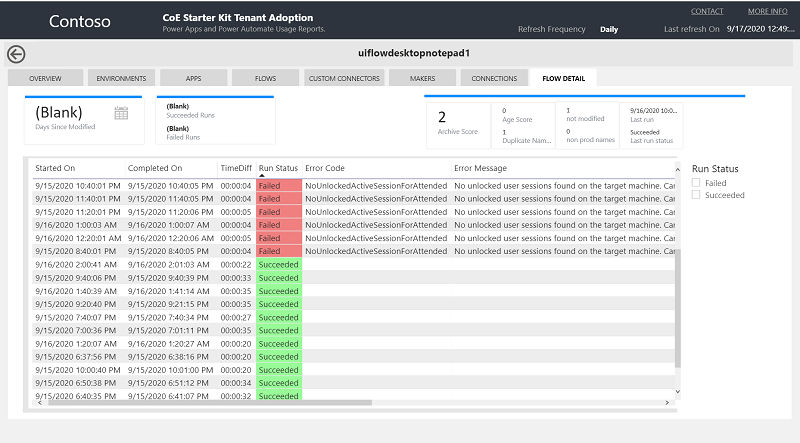 Contoso
CoE Starter Kit Tenant Adoption
Power Apps and Power Automate Usage Reports.
CONTACT MORE INFO
Refresh Frequency Daily Last refresh On 9/17/2020 12:49:...
uiflowdesktopnotepad1
OVERVIEW ENVIRONMENTS APPS FLOWS CUSTOM CONNECTORS MAKERS CONNECTIONS FLOW DETAIL
(Blank)
Days Since Modified
(Blank)
Succeeded Runs
(Blank)
Failed Runs
2
Archive Score
0
Age Score
1
Duplicate Nam...
1
not modified
0
non prod names
9/16/2020 10:0...
Last run
Succeeded
Last run status
Started On Completed On TimeDiff Run Status Error Code Error Message
9/15/2020 10:40:01 PM 9/15/2020 10:40:05 PM 00:00:04 Failed NoUnlockedActiveSessionForAttended No unlocked user sessions found on the target machine. Can
9/15/2020 11:40:01 PM 9/15/2020 11:40:05 PM 00:00:04 Failed NoUnlockedActiveSessionForAttended No unlocked user sessions found on the target machine. Can
9/15/2020 11:20:01 PM 9/15/2020 11:20:06 PM 00:00:05 Failed NoUnlockedActiveSessionForAttended No unlocked user sessions found on the target machine. Can
9/16/2020 1:00:03 AM 9/16/2020 1:00:07 AM 00:00:04 Failed NoUnlockedActiveSessionForAttended No unlocked user sessions found on the target machine. Can
9/16/2020 12:20:01 AM 9/16/2020 12:20:06 AM 00:00:05 Failed NoUnlockedActiveSessionForAttended No unlocked user sessions found on the target machine. Can
9/15/2020 8:40:01 PM 9/15/2020 8:40:05 PM 00:00:04 Failed NoUnlockedActiveSessionForAttended No unlocked user sessions found on the target machine. Can
9/16/2020 2:00:41 AM 9/16/2020 2:01:03 AM 00:00:22 Succeeded
9/15/2020 9:40:06 PM 9/15/2020 9:40:39 PM 00:00:33 Succeeded
9/16/2020 1:40:39 AM 9/16/2020 1:41:14 AM 00:00:35 Succeeded
9/15/2020 9:20:40 PM 9/15/2020 9:21:15 PM 00:00:35 Succeeded
9/15/2020 7:40:07 PM 9/15/2020 7:40:34 PM 00:00:27 Succeeded
9/15/2020 7:00:36 PM 9/15/2020 7:01:11 PM 00:00:35 Succeeded
9/16/2020 1:20:07 AM 9/16/2020 1:20:27 AM 00:00:20 Succeeded
9/15/2020 6:37:56 PM 9/15/2020 6:38:16 PM 00:00:20 Succeeded
9/15/2020 10:00:40 PM 9/15/2020 10:01:00 PM 00:00:20 Succeeded
9/15/2020 6:50:38 PM 9/15/2020 6:51:12 PM 00:00:34 Succeeded
9/15/2020 6:40:35 PM 9/15/2020 6:41:07 PM 00:00:32 Succeeded
Run Status
Failed
Succeeded